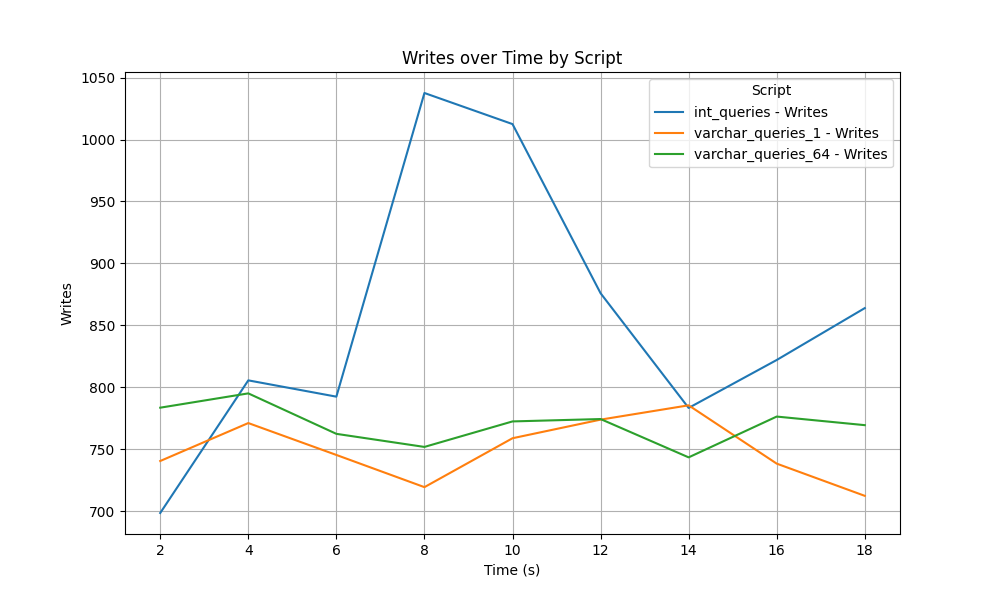 Writes over Time by Script
Writes
1050
1000
950
900
850
800
750
700
Script
int_queries - Writes
varchar_queries_1 - Writes
varchar_queries_64 - Writes
2 4 6 8 10 12 14 16 18
Time (s)